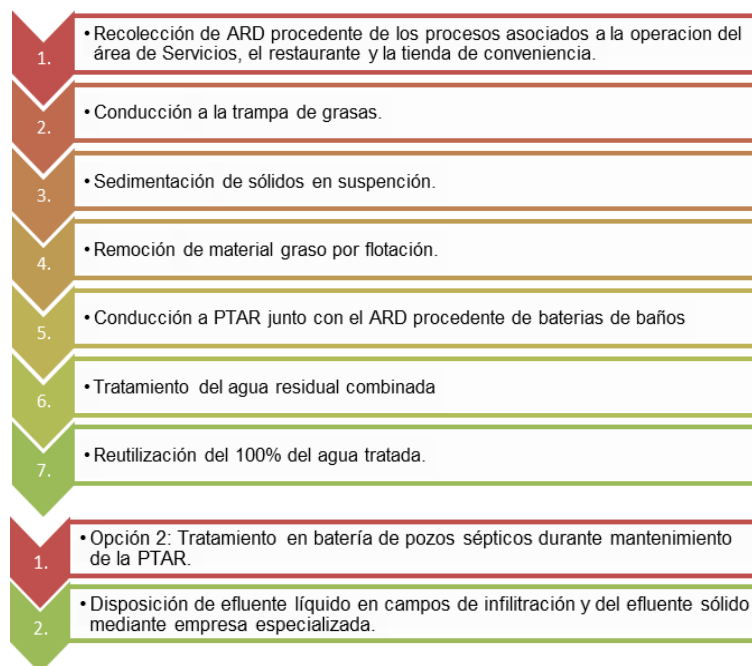 1.
• Recolección de ARD procedente de los procesos asociados a la operacion del
área de Servicios, el restaurante y la tienda de conveniencia.
2.
• Conducción a la trampa de grasas.
3.
• Sedimentación de sólidos en suspención.
4.
• Remoción de material graso por flotación.
5.
• Conducción a PTAR junto con el ARD procedente de baterias de baños
6.
• Tratamiento del agua residual combinada
7.
• Reutilización del 100% del agua tratada.
1.
• Opción 2: Tratamiento en batería de pozos sépticos durante mantenimiento
de la PTAR.
2.
• Disposición de efluente líquido en campos de infilitración y del efluente sólido
mediante empresa especializada.